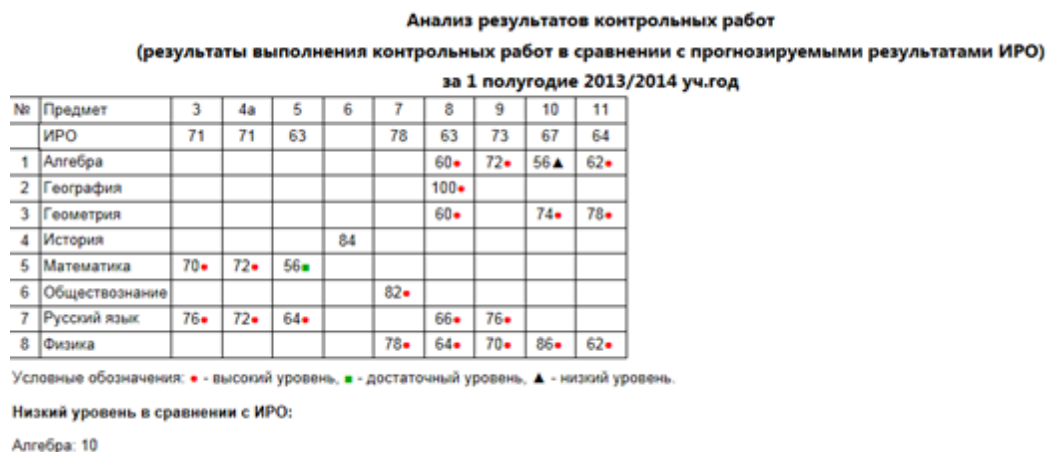 Анализ результатов контрольных работ
(результаты выполнения контрольных работ в сравнении с прогнозируемыми результатами ИРО)
за 1 полугодие 2013/2014 уч.год
№ Предмет 3 4а 5 6 7 8 9 10 11
ИРО 71 71 63 78 63 73 67 64
1 Алгебра 60● 72● 56▲ 62●
2 География 100●
3 Геометрия 60● 74● 78●
4 История 84
5 Математика 70● 72● 56■
6 Обществознание 82●
7 Русский язык 76● 72● 64● 66● 76●
8 Физика 78● 64● 70● 86● 62●
Условные обозначения: ● - высокий уровень, ■ - достаточный уровень, ▲ - низкий уровень.
Низкий уровень в сравнении с ИРО:
Алгебра: 10